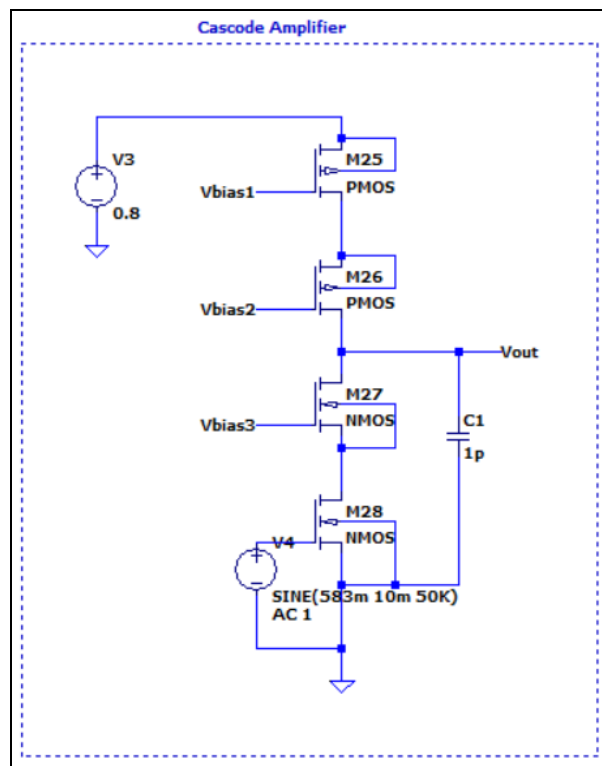 Cascode Amplifier
V3
0.8
M25
PMOS
Vbias1
M26
PMOS
Vbias2
Vout
M27
NMOS
Vbias3
C1
1p
M28
NMOS
V4
SINE(583m 10m 50K)
AC 1